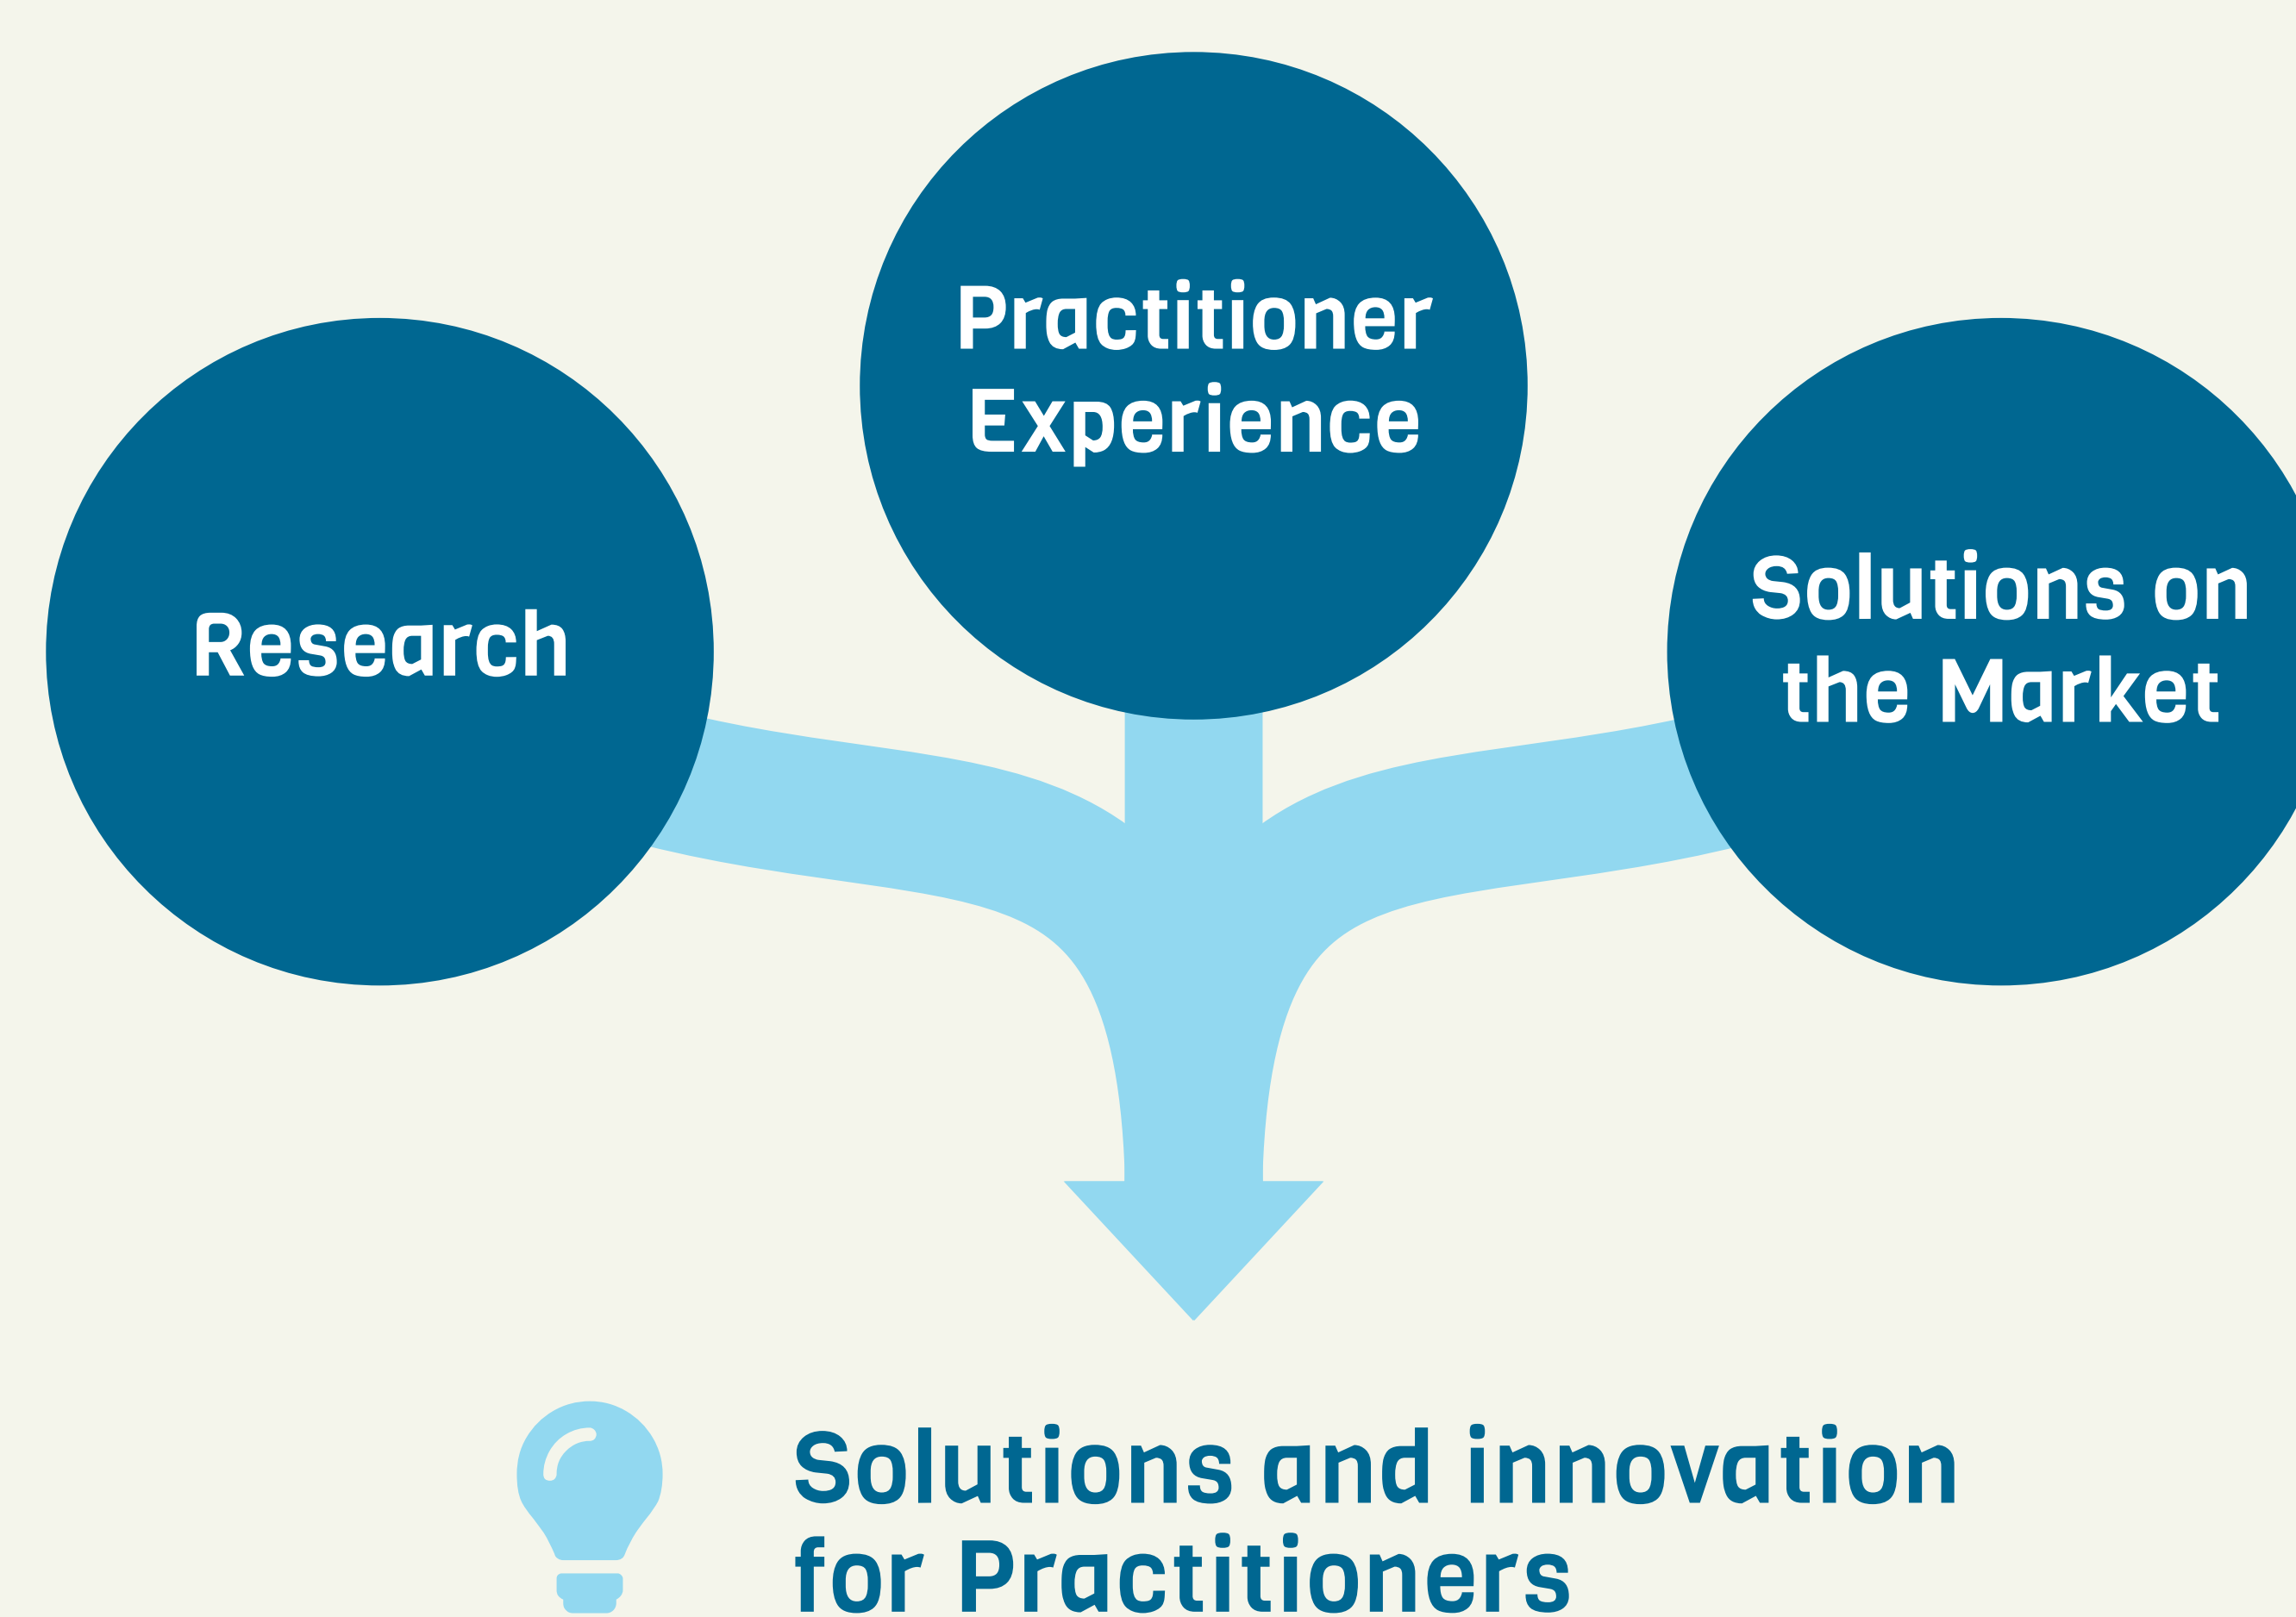 Practitioner
Experience
Research
Solutions on
the Market
Solutions and innovation
for Practitioners